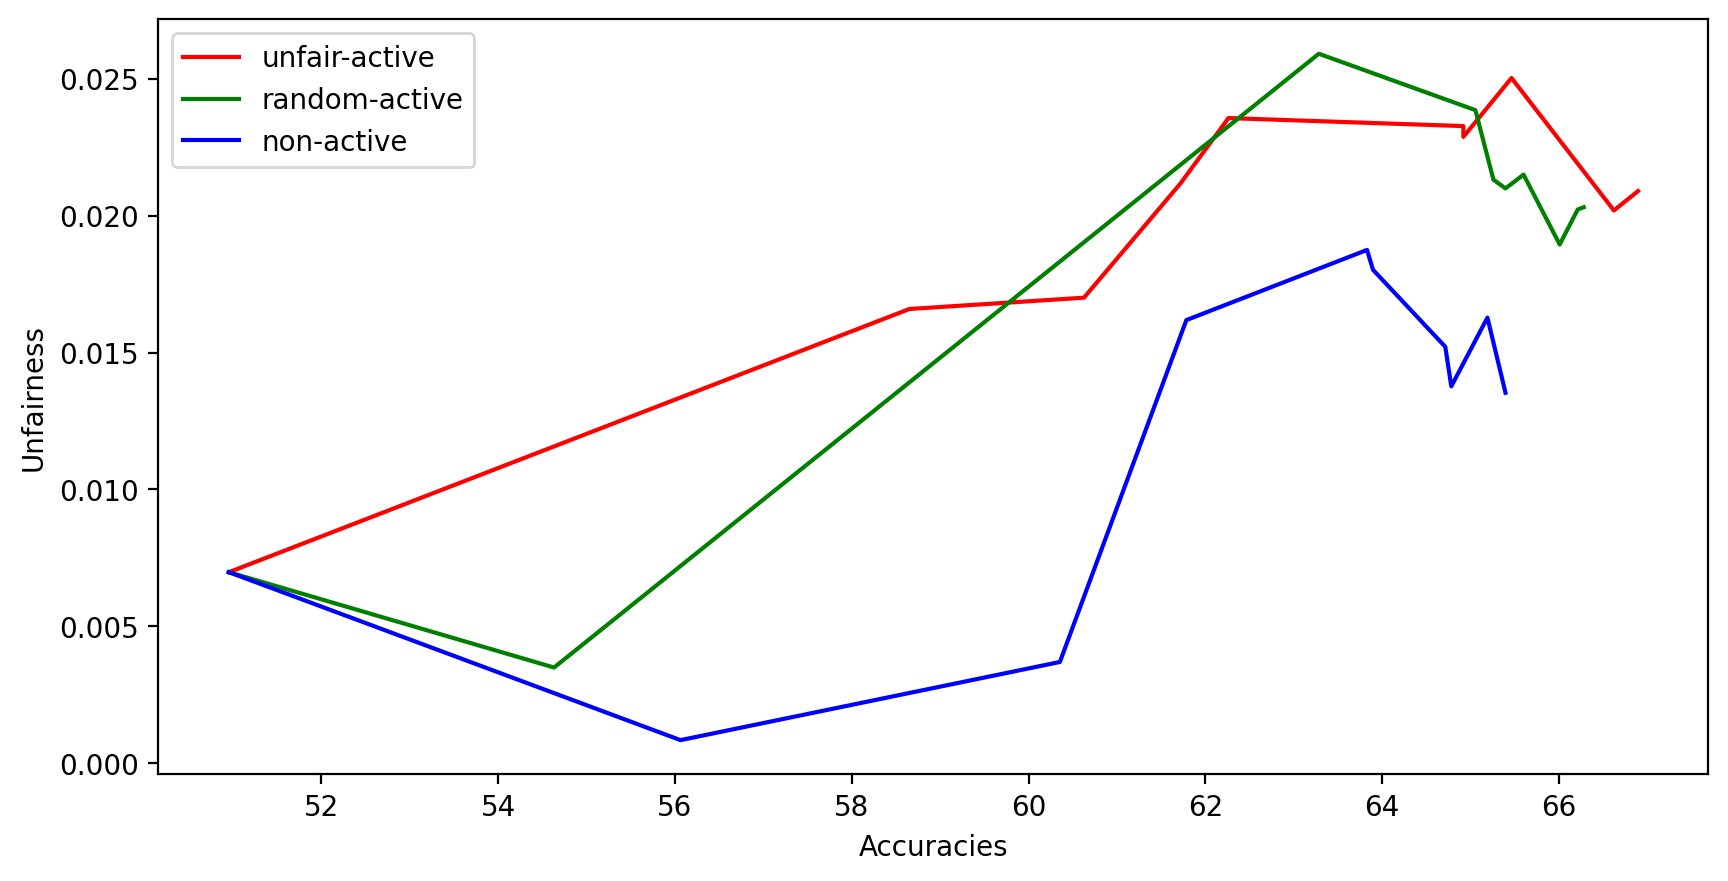 unfair-active
random-active
non-active
0.025
0.020
0.015
0.010
0.005
0.000
Unfairness
52 54 56 58 60 62 64 66
Accuracies